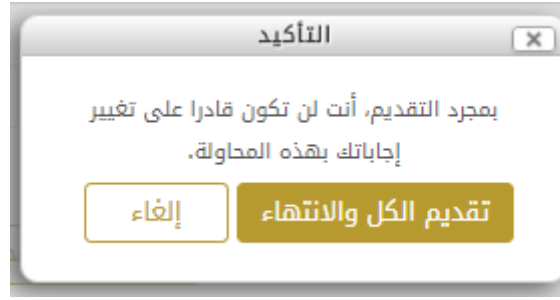 التأكيد
بمجرد التقديم، أنت لن تكون قادرا على تغيير
إجاباتك بهذه المحاولة.
تقديم الكل والانتهاء
إلغاء